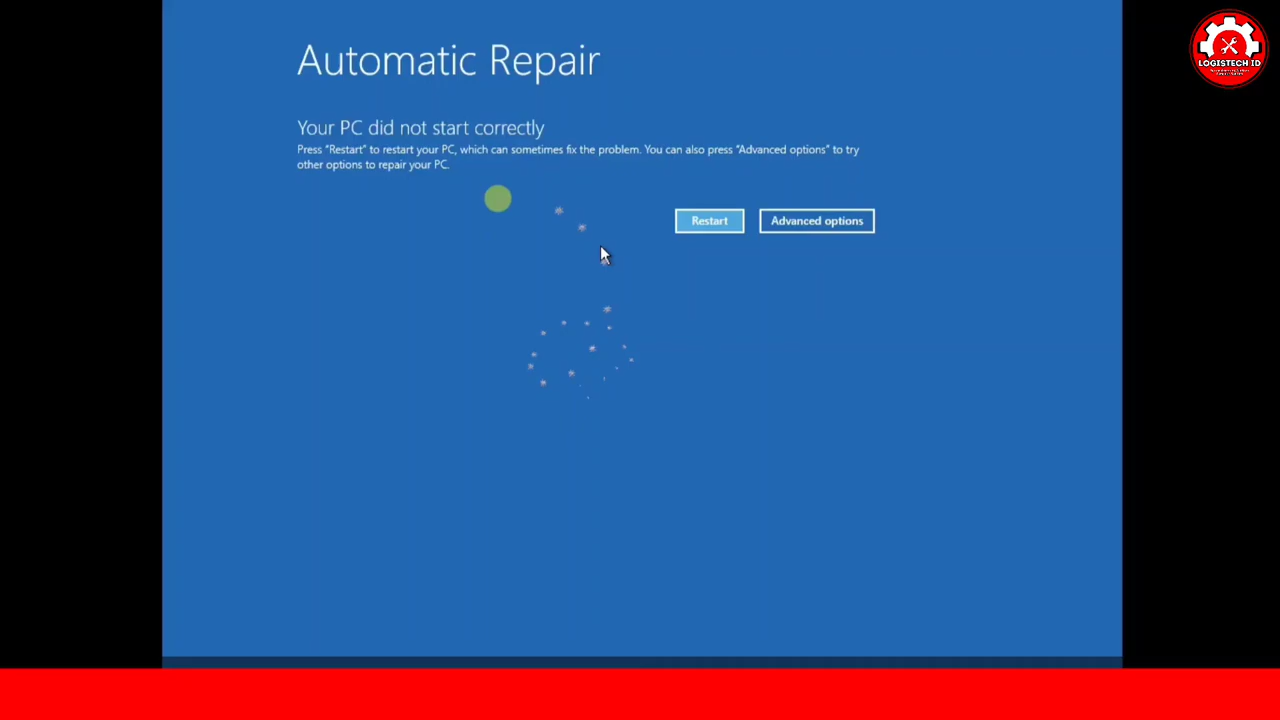 Automatic Repair
Your PC did not start correctly
Press “Restart” to restart your PC, which can sometimes fix the problem. You can also press “Advanced options” to try
other options to repair your PC.
Restart
Advanced options
LOGISTECH ID